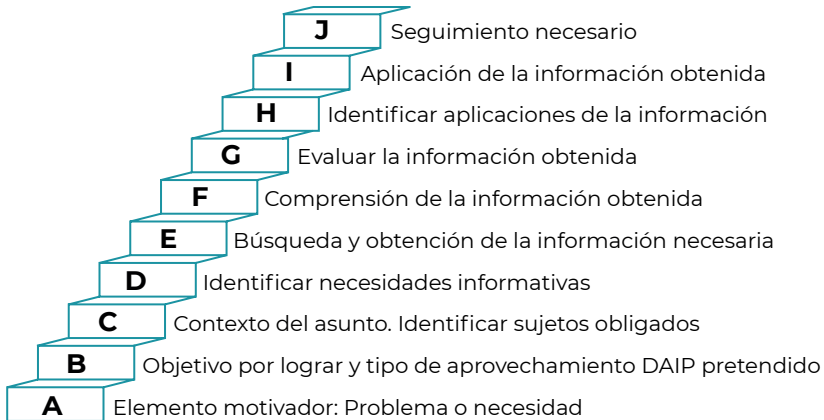 J Seguimiento necesario
I Aplicación de la información obtenida
H Identificar aplicaciones de la información
G Evaluar la información obtenida
F Comprensión de la información obtenida
E Búsqueda y obtención de la información necesaria
D Identificar necesidades informativas
C Contexto del asunto. Identificar sujetos obligados
B Objetivo por lograr y tipo de aprovechamiento DAIP pretendido
A Elemento motivador: Problema o necesidad